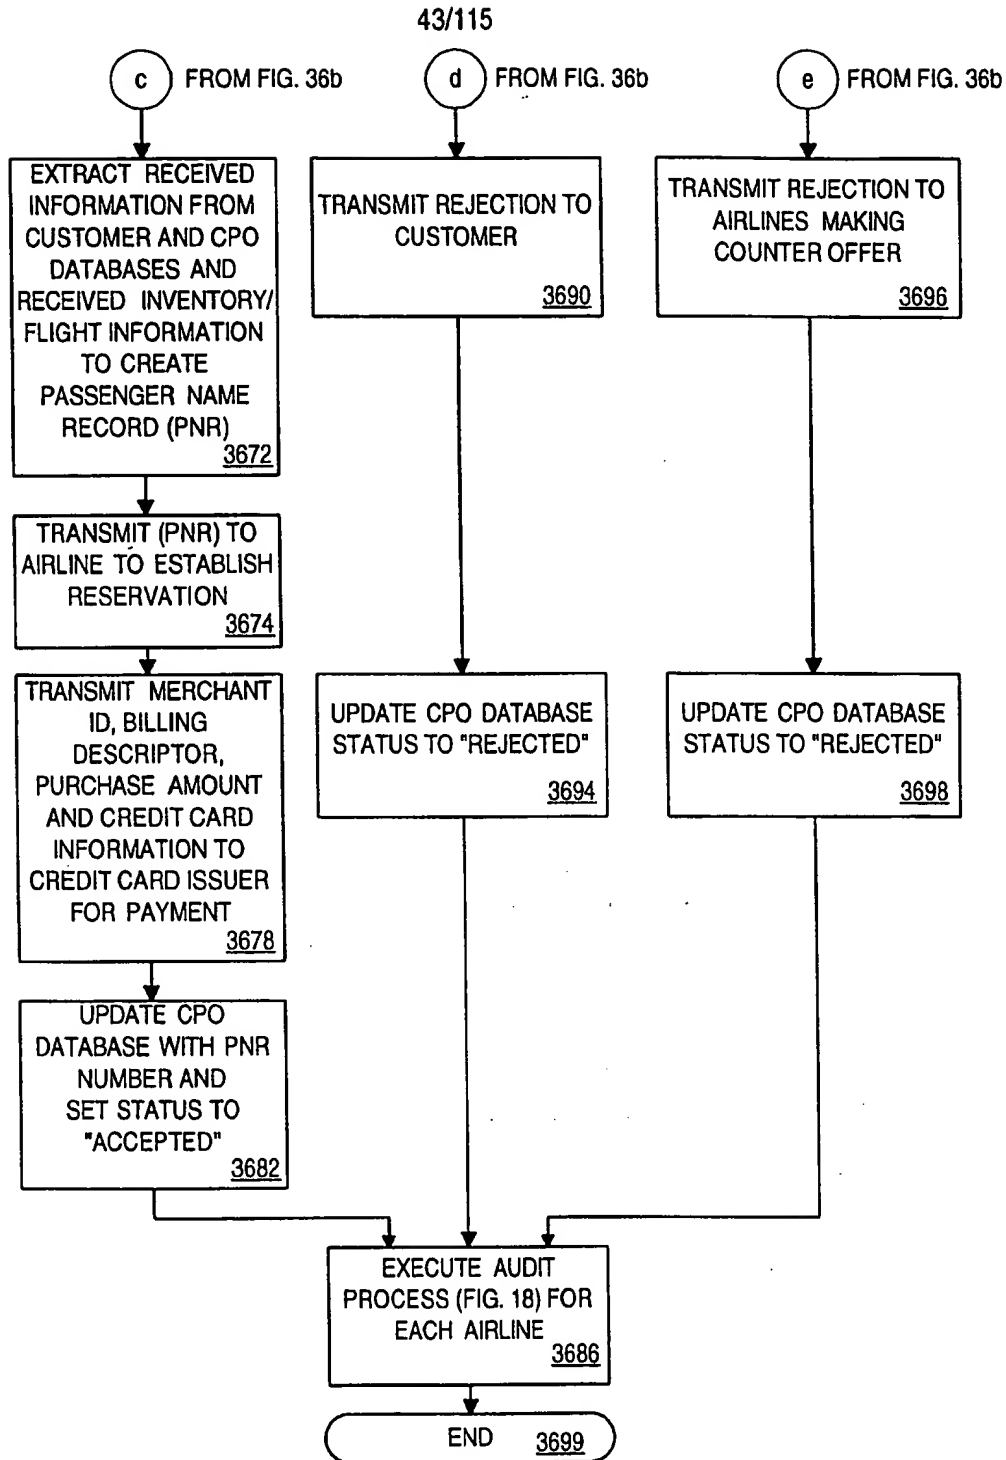 43/115
c FROM FIG. 36b
d FROM FIG. 36b
e FROM FIG. 36b
EXTRACT RECEIVED
INFORMATION FROM
CUSTOMER AND CPO
DATABASES AND
RECEIVED INVENTORY/
FLIGHT INFORMATION
TO CREATE
PASSENGER NAME
RECORD (PNR)
3672
TRANSMIT (PNR) TO
AIRLINE TO ESTABLISH
RESERVATION
3674
TRANSMIT MERCHANT
ID, BILLING
DESCRIPTOR,
PURCHASE AMOUNT
AND CREDIT CARD
INFORMATION TO
CREDIT CARD ISSUER
FOR PAYMENT
3678
UPDATE CPO
DATABASE WITH PNR
NUMBER AND
SET STATUS TO
"ACCEPTED"
3682
TRANSMIT REJECTION TO
CUSTOMER
3690
UPDATE CPO DATABASE
STATUS TO "REJECTED"
3694
TRANSMIT REJECTION TO
AIRLINES MAKING
COUNTER OFFER
3696
UPDATE CPO DATABASE
STATUS TO "REJECTED"
3698
EXECUTE AUDIT
PROCESS (FIG. 18) FOR
EACH AIRLINE
3686
END 3699